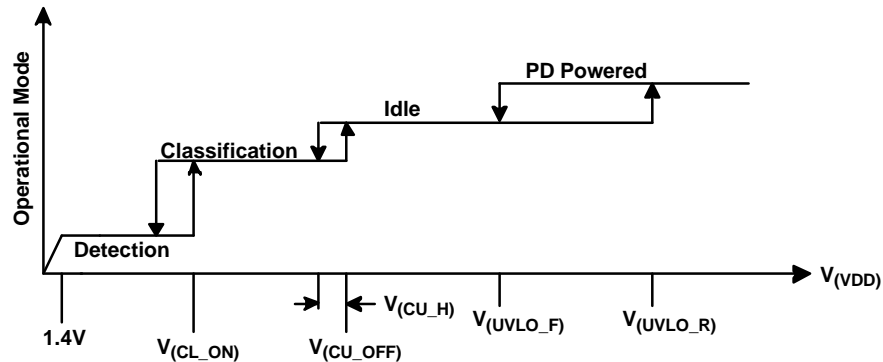 Operational Mode
PD Powered
Idle
Classification
Detection
V(VDD)
V(CU_H)
1.4V
V(CL_ON)
V(CU_OFF)
V(UVLO_F)
V(UVLO_R)